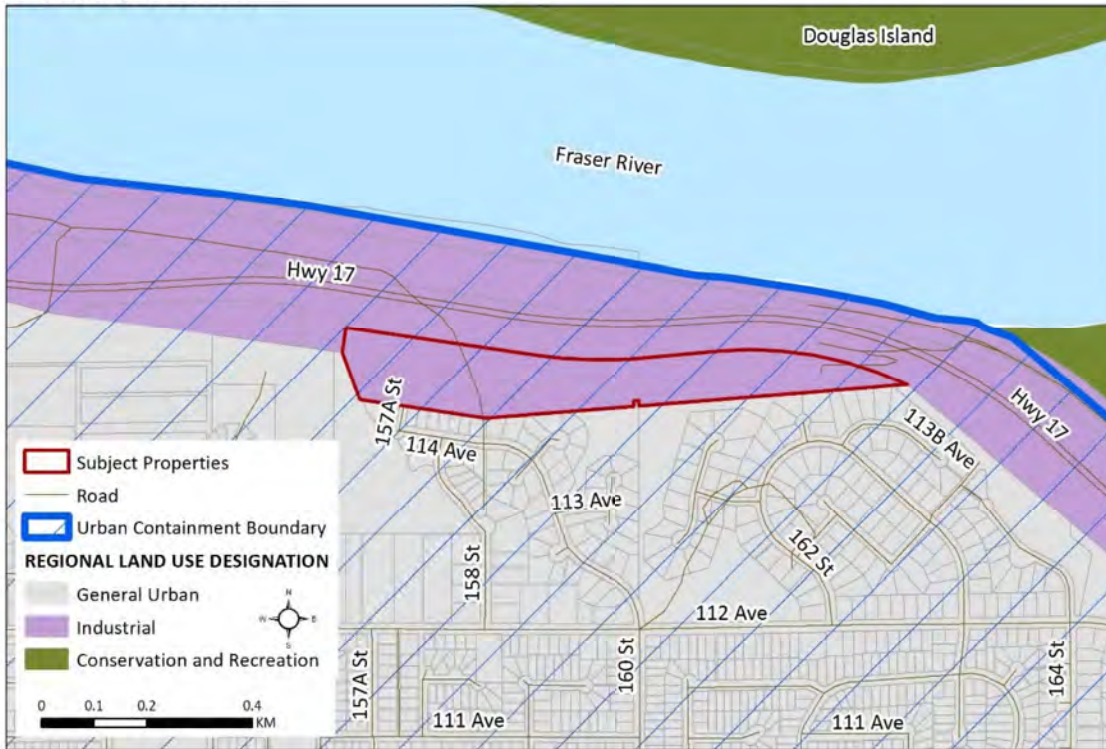 Douglas Island
Fraser River
Hwy 17
Hwy 17
157A St
114 Ave
113B Ave
113 Ave
158 St
162 St
112 Ave
160 St
164 St
157A St
111 Ave
111 Ave
Subject Properties
Road
Urban Containment Boundary
REGIONAL LAND USE DESIGNATION
General Urban
Industrial
Conservation and Recreation
N
W
S
0 0.1 0.2 0.4
KM